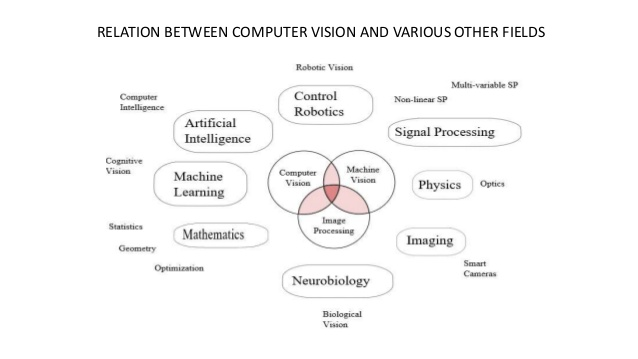 RELATION BETWEEN COMPUTER VISION AND VARIOUS OTHER FIELDS
Robotic Vision
Multi-variable SP
Computer
Intelligence
Control
Robotics
Non-linear SP
Artificial
Intelligence
Signal Processing
Cognitive
Vision
Machine
Learning
Computer
Vision
Machine
Vision
Physics
Optics
Image
Processing
Statistics
Geometry
Mathematics
Imaging
Optimization
Smart
Cameras
Neurobiology
Biological
Vision